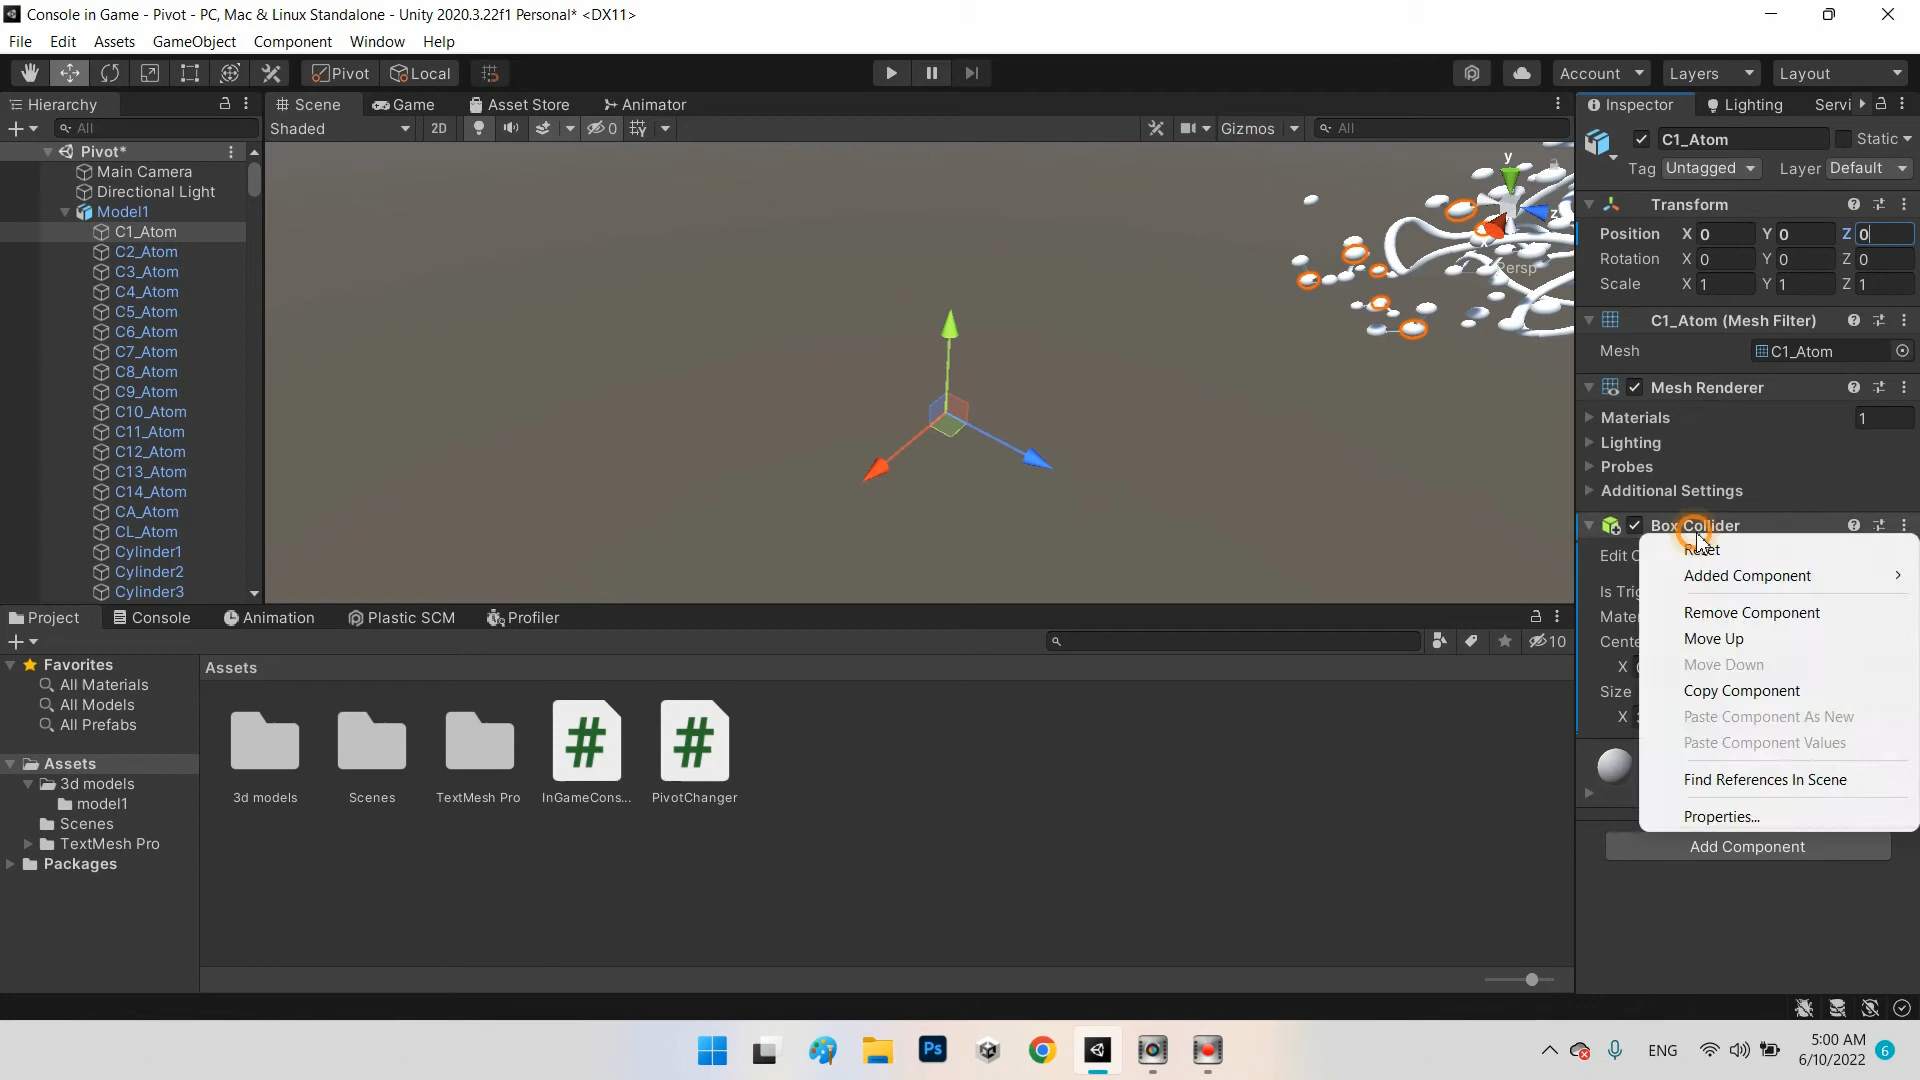 Console in Game - Pivot - PC, Mac & Linux Standalone - Unity 2020.3.22f1 Personal* <DX11>
File Edit Assets GameObject Component Window Help
Pivot Local Account Layers Layout
Hierarchy Scene Game Asset Store Animator Inspector Lighting Servi
All Shaded 2D 0 Gizmos All
Pivot*
Main Camera
Directional Light
Model1
C1_Atom
C2_Atom
C3_Atom
C4_Atom
C5_Atom
C6_Atom
C7_Atom
C8_Atom
C9_Atom
C10_Atom
C11_Atom
C12_Atom
C13_Atom
C14_Atom
CA_Atom
CL_Atom
Cylinder1
Cylinder2
Cylinder3
y
z
Persp
C1_Atom Static
Tag Untagged Layer Default
Transform
Position X 0 Y 0 Z 0
Rotation X 0 Y 0 Z 0
Scale X 1 Y 1 Z 1
C1_Atom (Mesh Filter)
Mesh C1_Atom
Mesh Renderer
Materials 1
Lighting
Probes
Additional Settings
Box Collider
Edit C
Is Trig
Mate
Cente
X
Size
X
Reset
Added Component
Remove Component
Move Up
Move Down
Copy Component
Paste Component As New
Paste Component Values
Find References In Scene
Properties...
Add Component
Project Console Animation Plastic SCM Profiler
10
Favorites
All Materials
All Models
All Prefabs
Assets
3d models
model1
Scenes
TextMesh Pro
Packages
Assets
# #
3d models Scenes TextMesh Pro InGameCons... PivotChanger
Ps
ENG
5:00 AM
6/10/2022
6